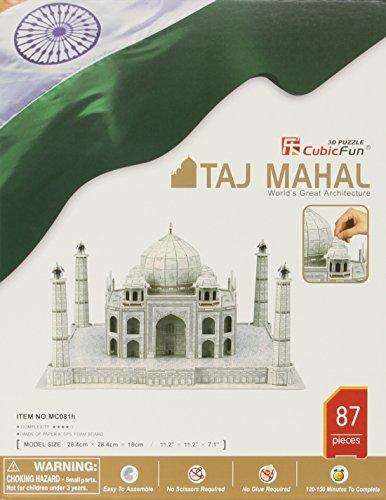 3D PUZZLE
CubicFun®
TAJ MAHAL
World's Great Architecture
ITEM NO:MC081h
COMPLEXITY ★★★★☆
MADE OF PAPER & EPS FOAM BOARD
[ MODEL SIZE: 28.4cm × 28.4cm × 18cm / 11.2" × 11.2" × 7.1" ]
87
pieces
WARNING:
CHOKING HAZARD - Small parts.
Not for children under 3 years.
Easy To Assemble
No Scissors Required
No Glue Required
120-150 Minutes To Complete